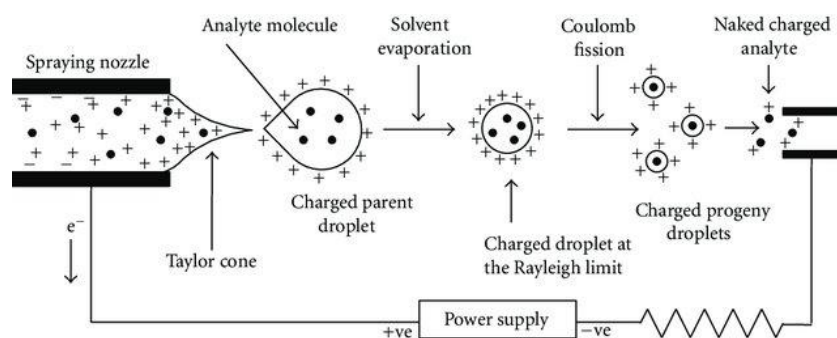 Spraying nozzle
Analyte molecule
Solvent
evaporation
Coulomb
fission
Naked charged
analyte
Charged parent
droplet
Charged progeny
droplets
Charged droplet at
the Rayleigh limit
Taylor cone
e−
+ve
Power supply
−ve